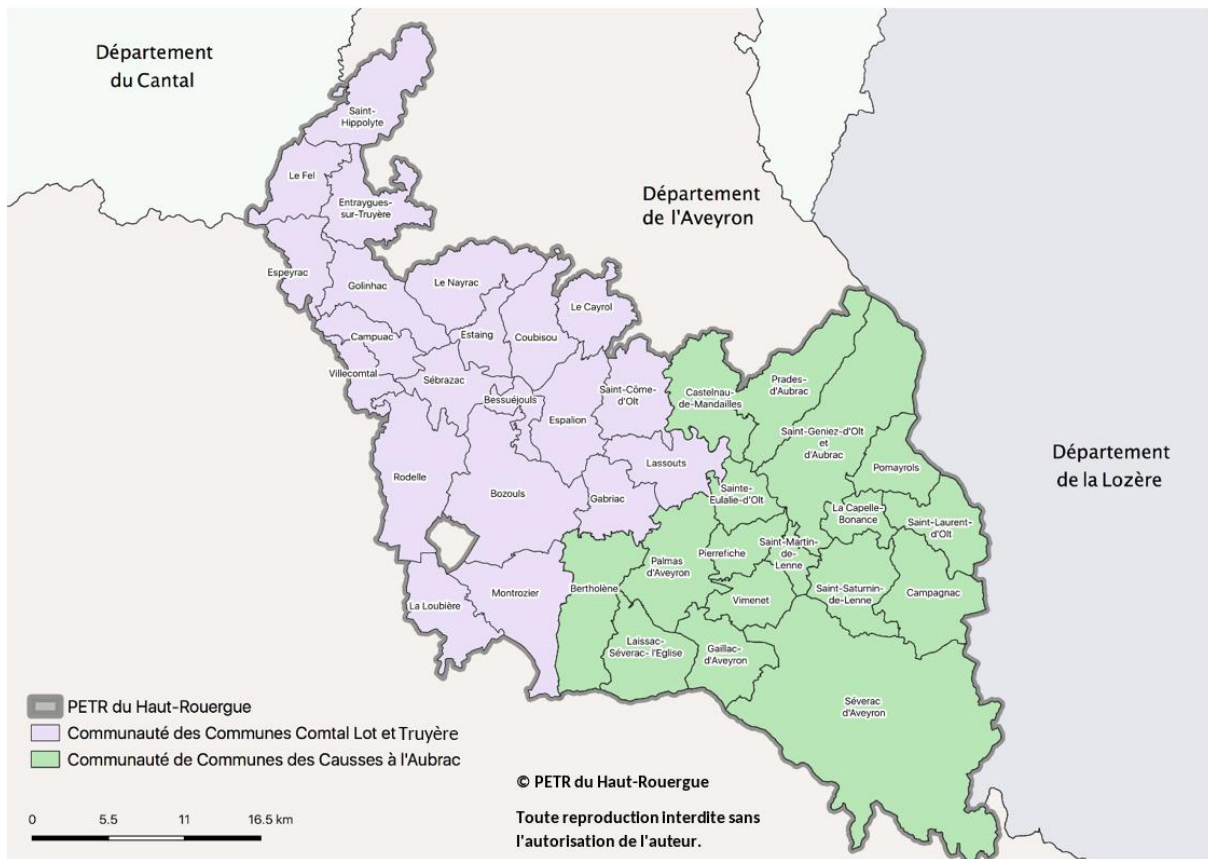 Département
du Cantal
Saint-
Hippolyte
Le Fel
Entraygues-
sur-Truyère
Département
de l'Aveyron
Espeyrac
Golinhac
Le Nayrac
Le Cayrol
Campuac
Estaing
Coubisou
Villecomtal
Sébrazac
Bessuéjouls
Espalion
Saint-Côme-
d'Olt
Castelnau-
de-Mandailles
Prades-
d'Aubrac
Saint-Geniez-d'Olt
et
d'Aubrac
Pomayrols
Département
de la Lozère
Rodelle
Bozouls
Gabriac
Lassouts
Sainte-
Eulalie-d'Olt
La Capelle-
Bonance
Saint-Laurent-
d'Olt
Palmas
d'Aveyron
Pierrefiche
Saint-Martin-
de-
Lenne
Saint-Saturnin-
de-Lenne
Campagnac
La Loubière
Montrozier
Bertholène
Vimenet
Laissac-
Séverac- l'Eglise
Gaillac-
d'Aveyron
Séverac
d'Aveyron
PETR du Haut-Rouergue
Communauté des Communes Comtal Lot et Truyère
Communauté de Communes des Causses à l'Aubrac
0 5.5 11 16.5 km
© PETR du Haut-Rouergue
Toute reproduction interdite sans
l'autorisation de l'auteur.